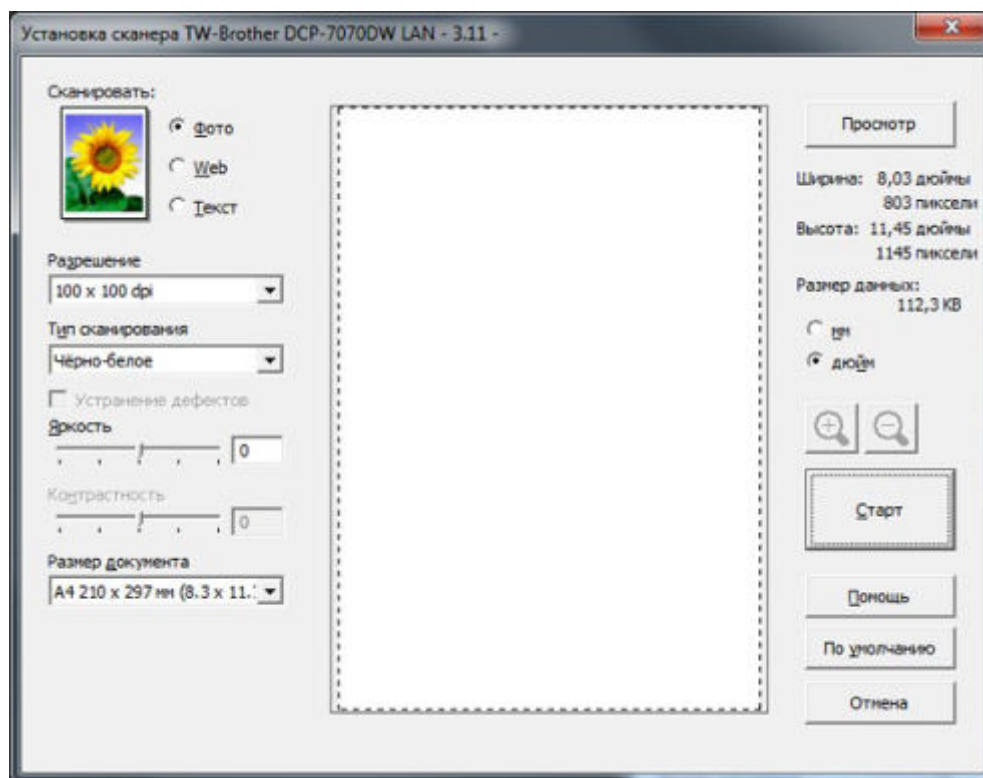 Установка сканера TW-Brother DCP-7070DW LAN - 3.11 -
Сканировать:
Фото
Web
Текст
Разрешение
100 x 100 dpi
Тип сканирования
Чёрно-белое
Устранение дефектов
Яркость
0
Контрастность
0
Размер документа
A4 210 x 297 мм (8.3 x 11.
Просмотр
Ширина: 8,03 дюймы
803 пиксели
Высота: 11,45 дюймы
1145 пиксели
Размер данных:
112,3 KB
мм
дюйм
Старт
Помощь
По умолчанию
Отмена